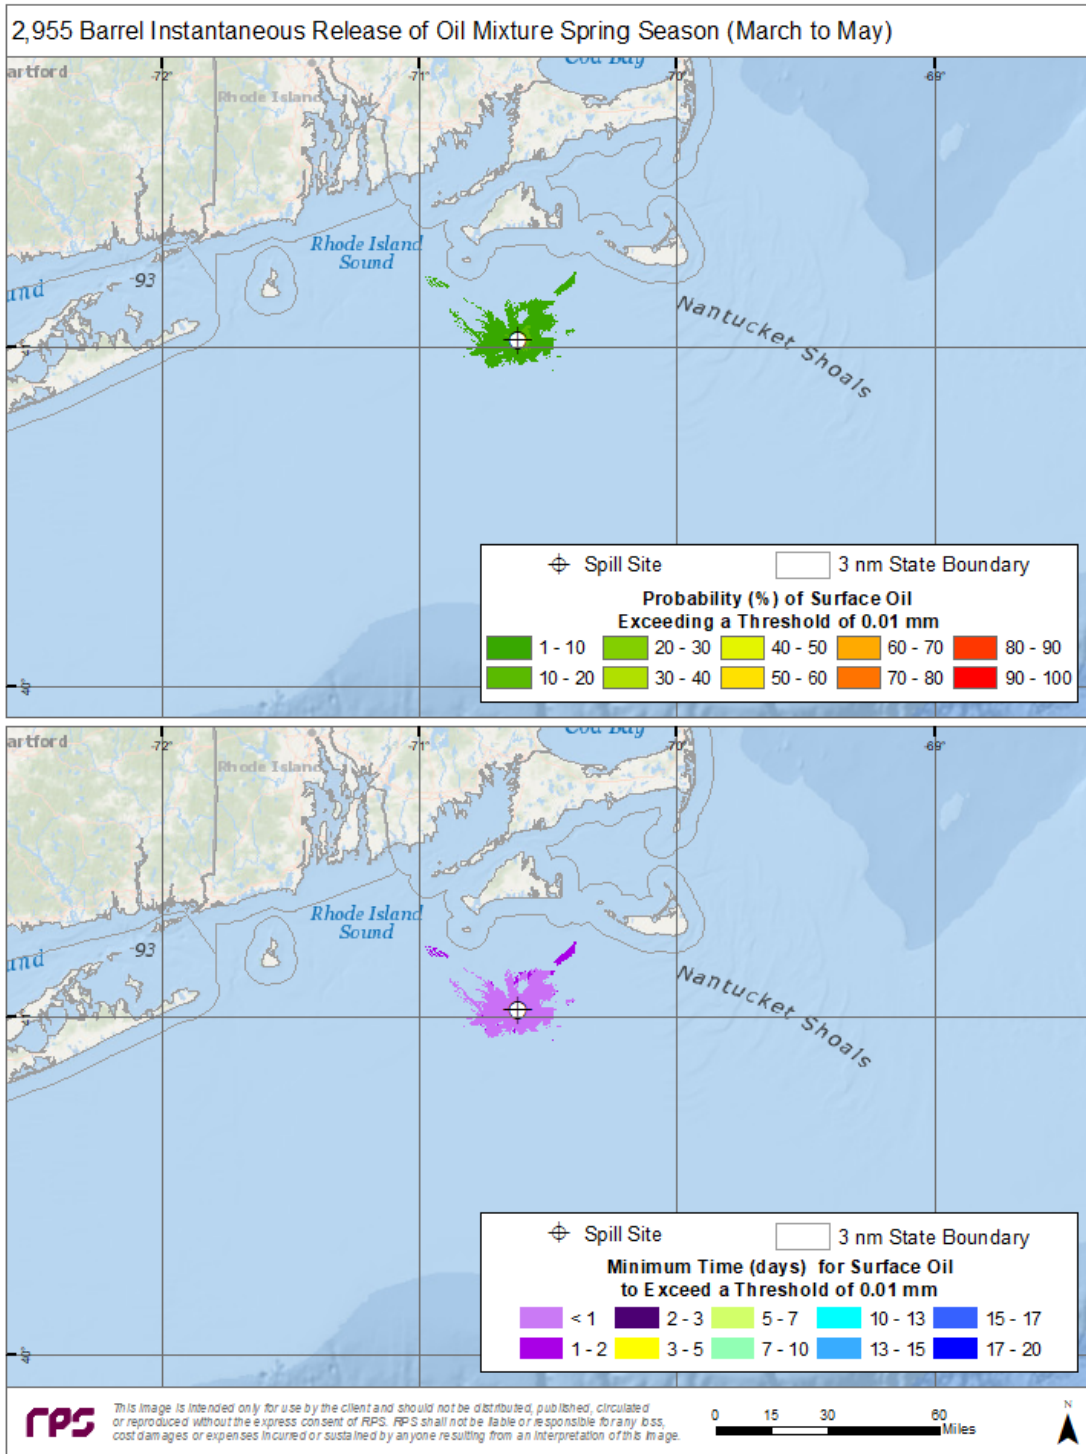 2,955 Barrel Instantaneous Release of Oil Mixture Spring Season (March to May)
artford
-72°
-71°
-70°
-69°
Cod Bay
Rhode Island
Rhode Island
Sound
93
and
Nantucket Shoals
Spill Site
3 nm State Boundary
Probability (%) of Surface Oil
Exceeding a Threshold of 0.01 mm
1 - 10
20 - 30
40 - 50
60 - 70
80 - 90
10 - 20
30 - 40
50 - 60
70 - 80
90 - 100
40°
artford
-72°
-71°
-70°
-69°
Cod Bay
Rhode Island
Rhode Island
Sound
93
and
Nantucket Shoals
Spill Site
3 nm State Boundary
Minimum Time (days) for Surface Oil
to Exceed a Threshold of 0.01 mm
< 1
2 - 3
5 - 7
10 - 13
15 - 17
1 - 2
3 - 5
7 - 10
13 - 15
17 - 20
40°
rps
This image is intended only for use by the client and should not be distributed, published, circulated
or reproduced without the express consent of RPS. RPS shall not be liable or responsible for any loss,
cost damages or expenses incurred or sustained by anyone resulting from an interpretation of this image.
0 15 30 60
Miles
N